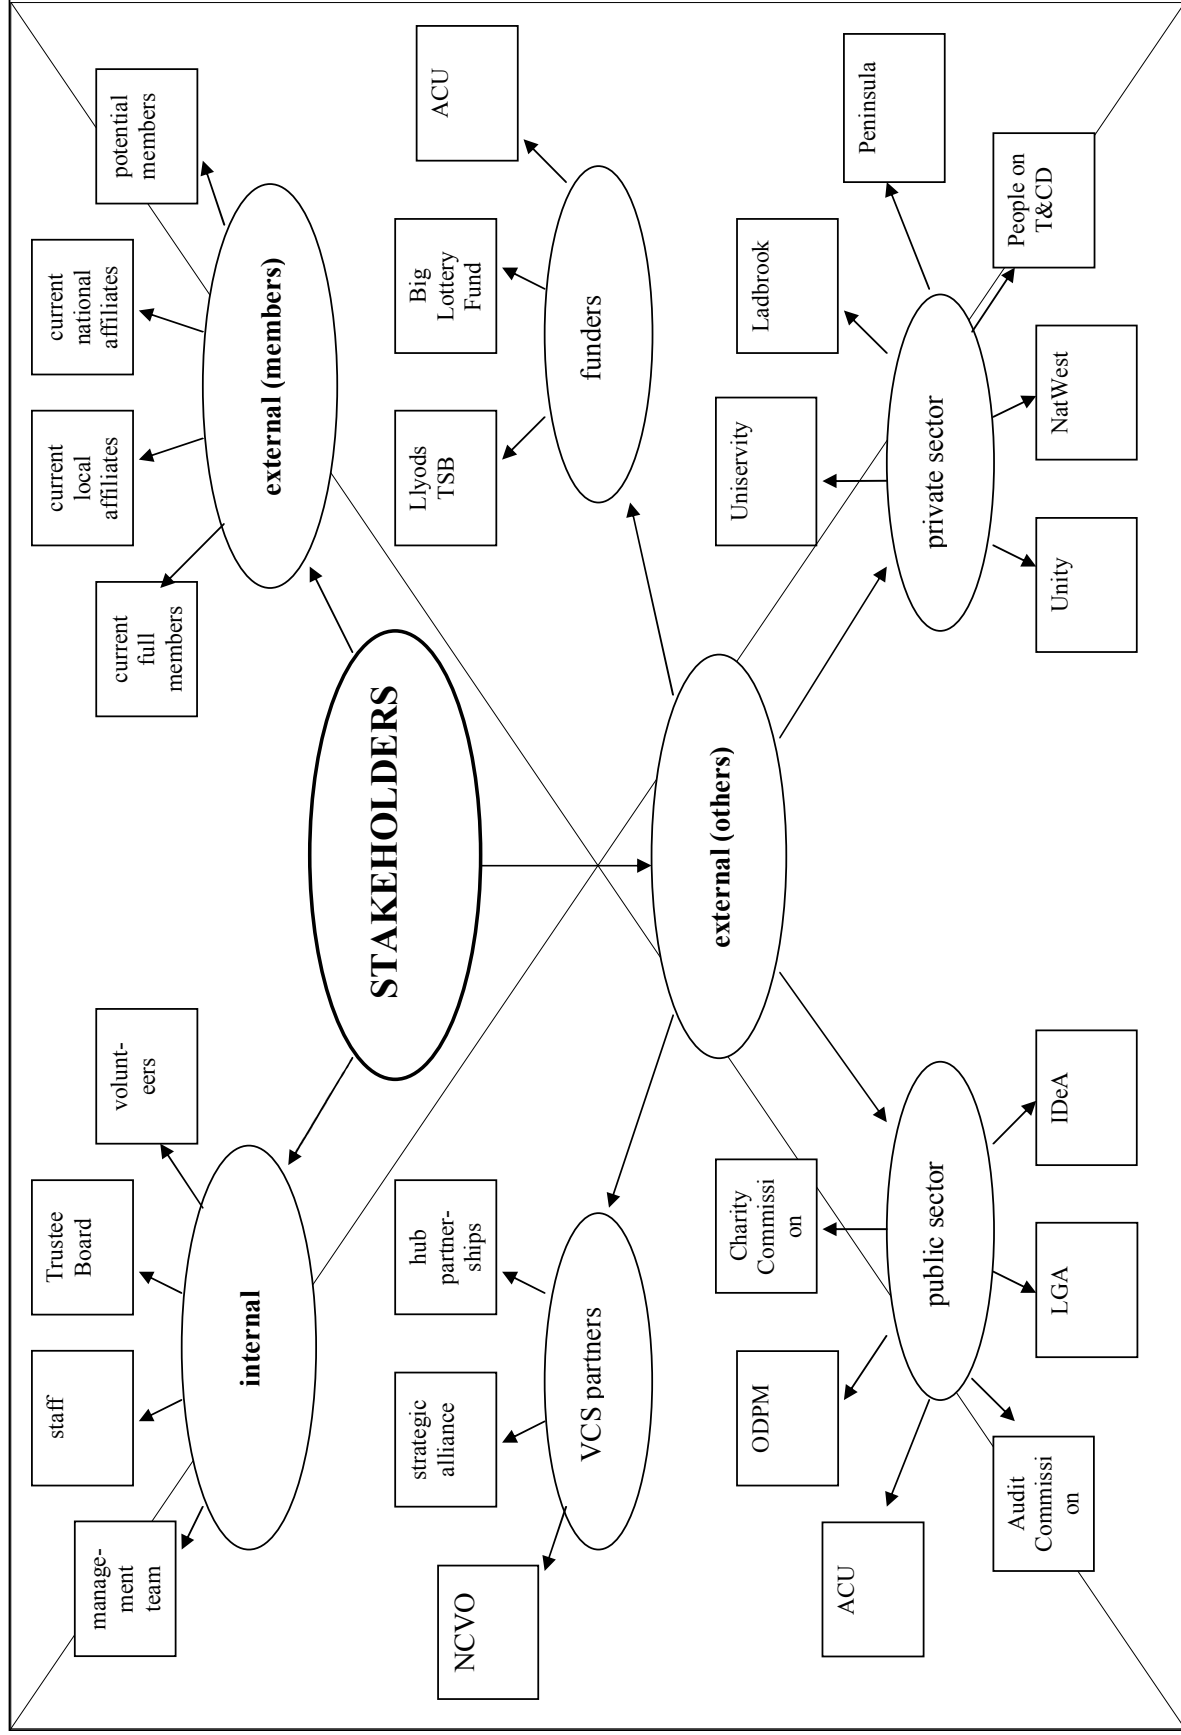 manage-
ment
team
staff
Trustee
Board
volunt-
eers
current
full
members
current
local
affiliates
current
national
affiliates
potential
members
internal
external (members)
STAKEHOLDERS
NCVO
strategic
alliance
hub
partner-
ships
Llyods
TSB
Big
Lottery
Fund
ACU
VCS partners
funders
external (others)
ACU
ODPM
Charity
Commissi
on
Uniservity
Ladbrook
Peninsula
public sector
private sector
Audit
Commissi
on
LGA
IDeA
Unity
NatWest
People on
T&CD